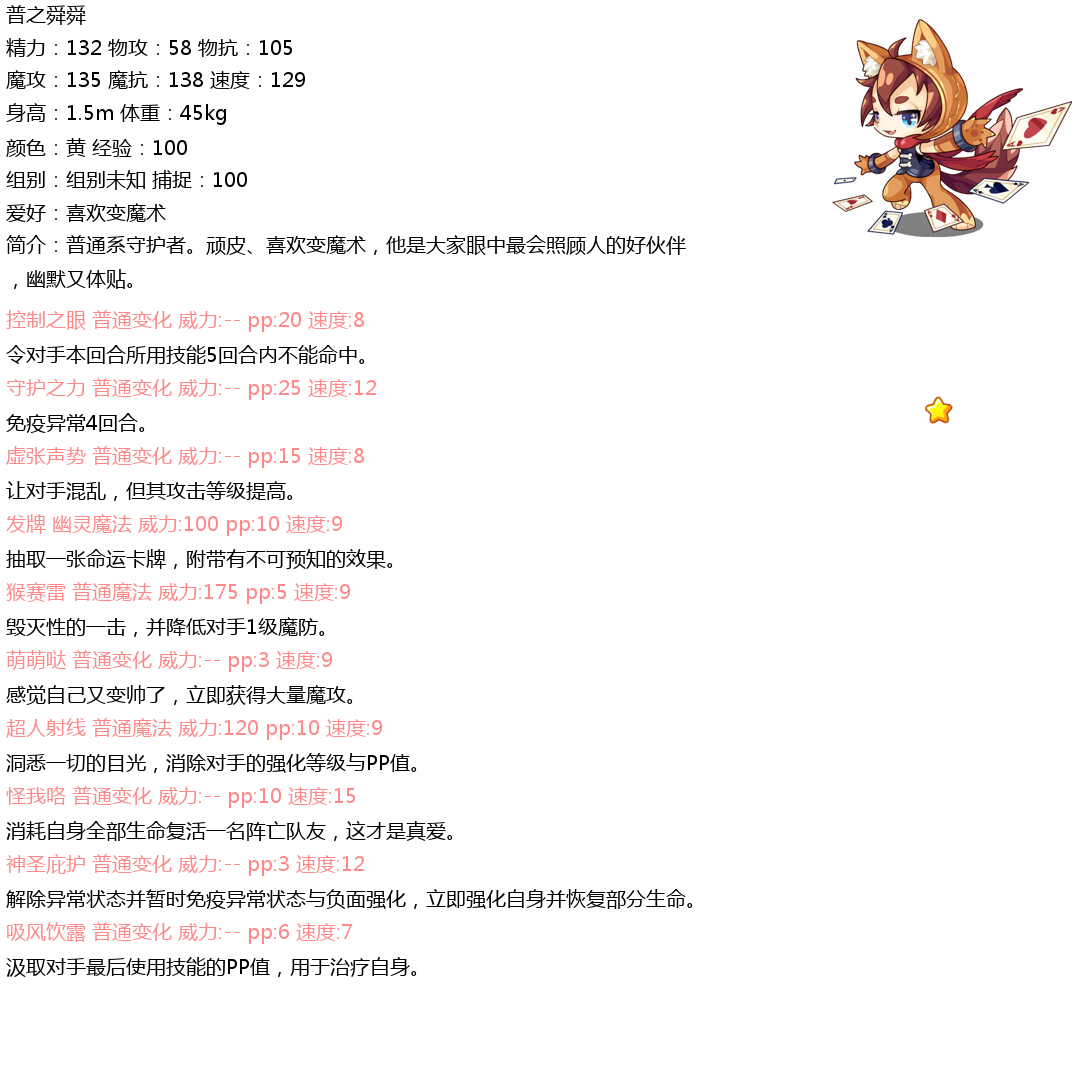 普之舜舜
精力：132 物攻：58 物抗：105
魔攻：135 魔抗：138 速度：129
身高：1.5m 体重：45kg
颜色：黄 经验：100
组别：组别未知 捕捉：100
爱好：喜欢变魔术
简介：普通系守护者。顽皮、喜欢变魔术，他是大家眼中最会照顾人的好伙伴
，幽默又体贴。
控制之眼 普通变化 威力:-- pp:20 速度:8
令对手本回合所用技能5回合内不能命中。
守护之力 普通变化 威力:-- pp:25 速度:12
免疫异常4回合。
虚张声势 普通变化 威力:-- pp:15 速度:8
让对手混乱，但其攻击等级提高。
发牌 幽灵魔法 威力:100 pp:10 速度:9
抽取一张命运卡牌，附带有不可预知的效果。
猴赛雷 普通魔法 威力:175 pp:5 速度:9
毁灭性的一击，并降低对手1级魔防。
萌萌哒 普通变化 威力:-- pp:3 速度:9
感觉自己又变帅了，立即获得大量魔攻。
超人射线 普通魔法 威力:120 pp:10 速度:9
洞悉一切的目光，消除对手的强化等级与PP值。
怪我咯 普通变化 威力:-- pp:10 速度:15
消耗自身全部生命复活一名阵亡队友，这才是真爱。
神圣庇护 普通变化 威力:-- pp:3 速度:12
解除异常状态并暂时免疫异常状态与负面强化，立即强化自身并恢复部分生命。
吸风饮露 普通变化 威力:-- pp:6 速度:7
汲取对手最后使用技能的PP值，用于治疗自身。